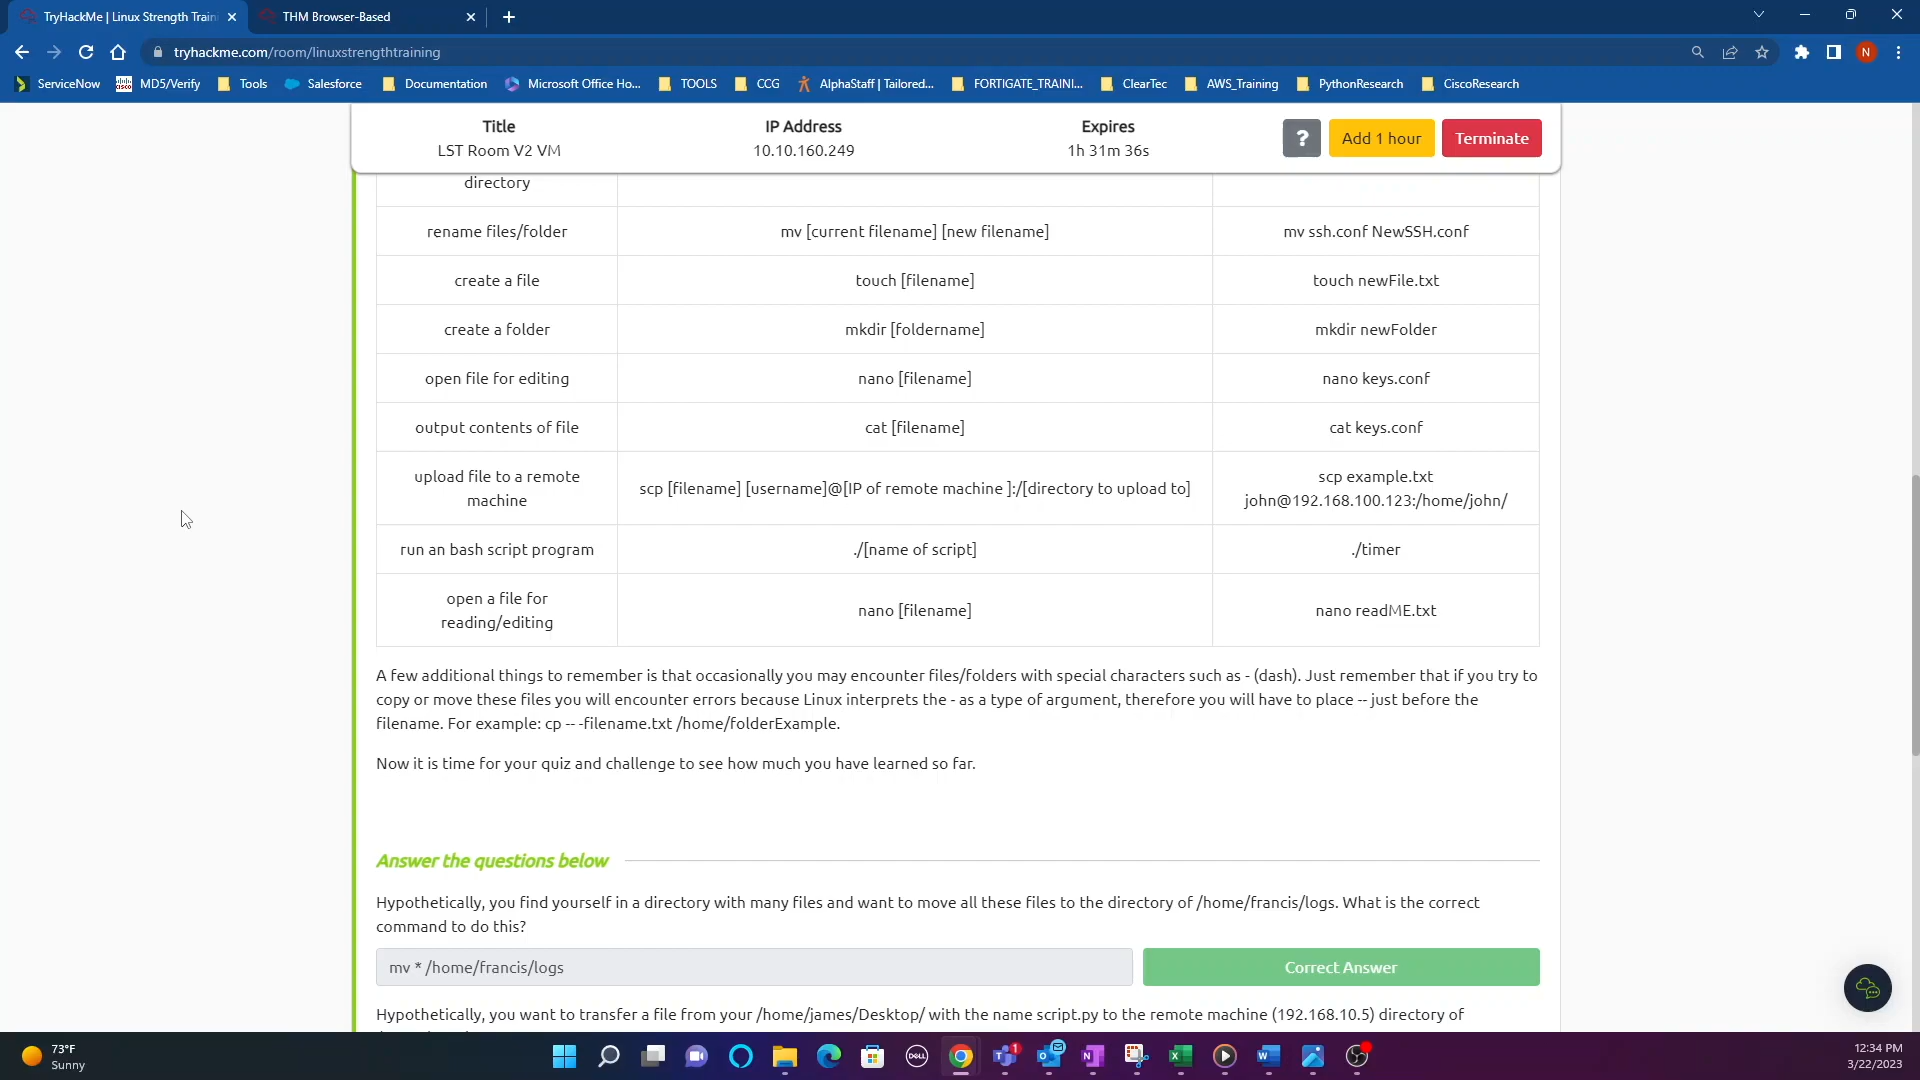 TryHackMe | Linux Strength Train
THM Browser-Based
tryhackme.com/room/linuxstrengthtraining
N
ServiceNow
MD5/Verify
Tools
Salesforce
Documentation
Microsoft Office Ho...
TOOLS
CCG
AlphaStaff | Tailored...
FORTIGATE_TRAINI...
ClearTec
AWS_Training
PythonResearch
CiscoResearch
Title
IP Address
Expires
LST Room V2 VM
10.10.160.249
1h 31m 36s
?
Add 1 hour
Terminate
directory
rename files/folder
mv [current filename] [new filename]
mv ssh.conf NewSSH.conf
create a file
touch [filename]
touch newFile.txt
create a folder
mkdir [foldername]
mkdir newFolder
open file for editing
nano [filename]
nano keys.conf
output contents of file
cat [filename]
cat keys.conf
upload file to a remote
machine
scp [filename] [username]@[IP of remote machine ]:/[directory to upload to]
scp example.txt
john@192.168.100.123:/home/john/
run an bash script program
./[name of script]
./timer
open a file for
reading/editing
nano [filename]
nano readME.txt
A few additional things to remember is that occasionally you may encounter files/folders with special characters such as - (dash). Just remember that if you try to
copy or move these files you will encounter errors because Linux interprets the - as a type of argument, therefore you will have to place -- just before the
filename. For example: cp -- -filename.txt /home/folderExample.
Now it is time for your quiz and challenge to see how much you have learned so far.
Answer the questions below
Hypothetically, you find yourself in a directory with many files and want to move all these files to the directory of /home/francis/logs. What is the correct
command to do this?
mv * /home/francis/logs
Correct Answer
Hypothetically, you want to transfer a file from your /home/james/Desktop/ with the name script.py to the remote machine (192.168.10.5) directory of
73°F
Sunny
DELL
1
12:34 PM
3/22/2023